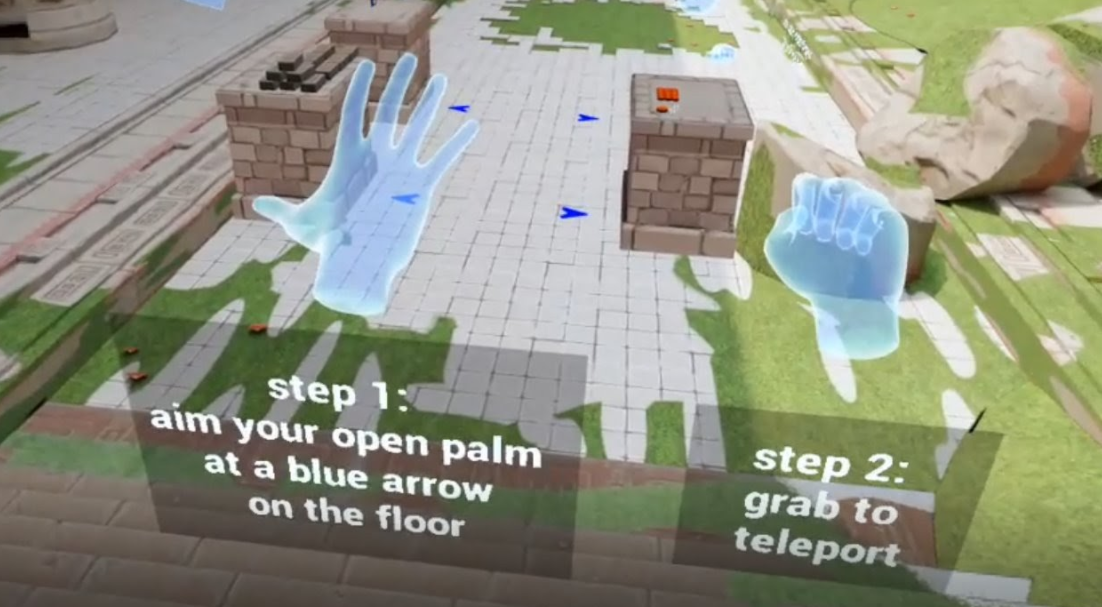 step 1:
aim your open palm
at a blue arrow
on the floor
step 2:
grab to
teleport